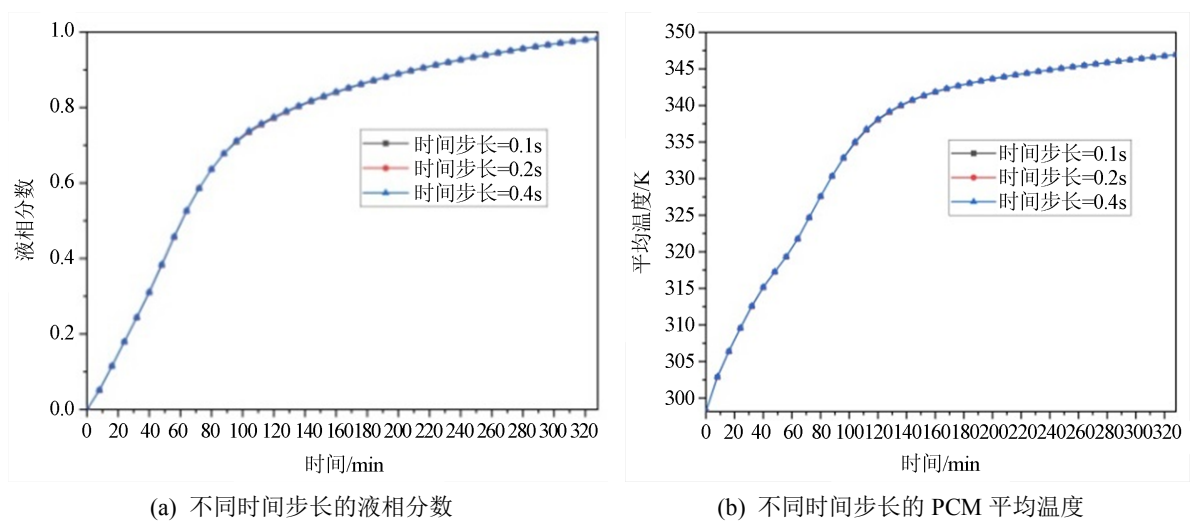 1.0
0.8
0.6
0.4
0.2
0.0
液相分数
时间步长=0.1s
时间步长=0.2s
时间步长=0.4s
0 20 40 60 80 100 120 140 160 180 200 220 240 260 280 300 320
时间/min
(a) 不同时间步长的液相分数
350
345
340
335
330
325
320
315
310
305
300
平均温度/K
时间步长=0.1s
时间步长=0.2s
时间步长=0.4s
0 20 40 60 80 100 120 140 160 180 200 220 240 260 280 300 320
时间/min
(b) 不同时间步长的 PCM 平均温度